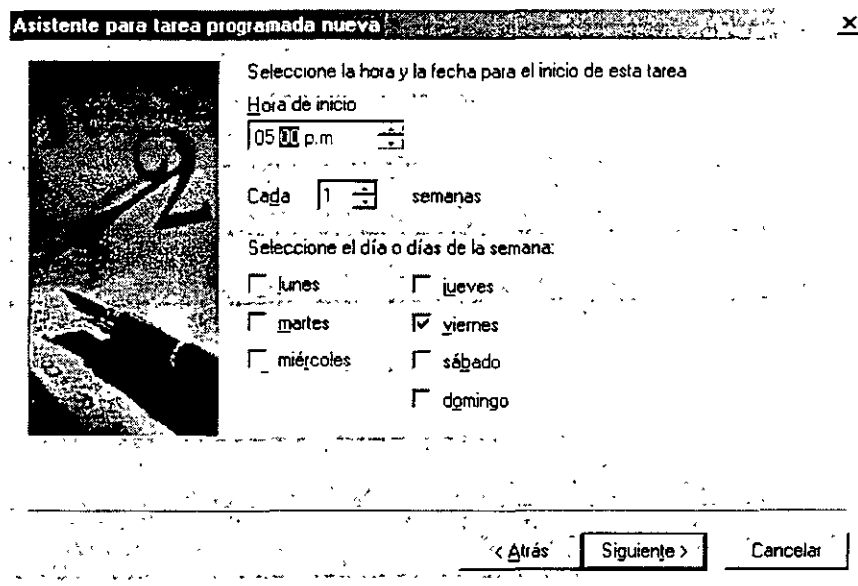 Asistente para tarea programada nueva
Seleccione la hora y la fecha para el inicio de esta tarea
Hora de inicio
05 00 p.m
Cada 1 semanas
Seleccione el día o días de la semana:
lunes jueves
martes viernes
miércoles sábado
domingo
< Atrás Siguiente > Cancelar